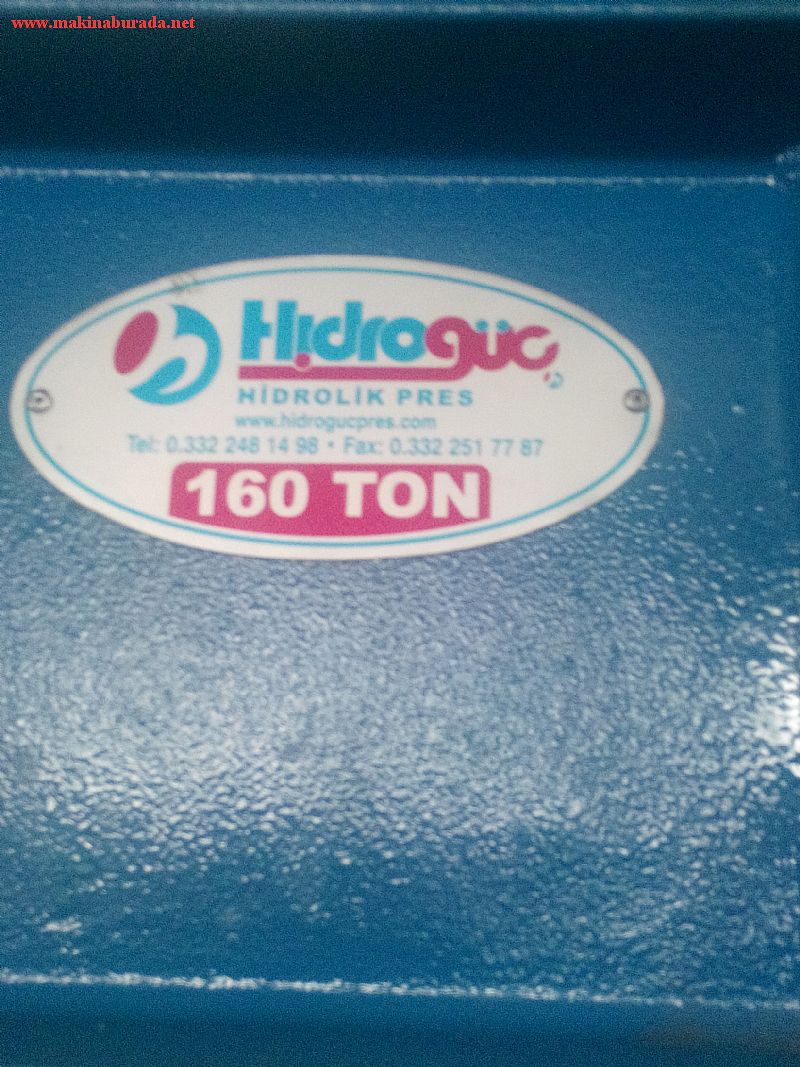 www.makinaburada.net
Hidrogüç
HİDROLİK PRES
www.hidrogucpres.com
Tel: 0.332 248 14 98 • Fax: 0.332 251 77 87
160 TON